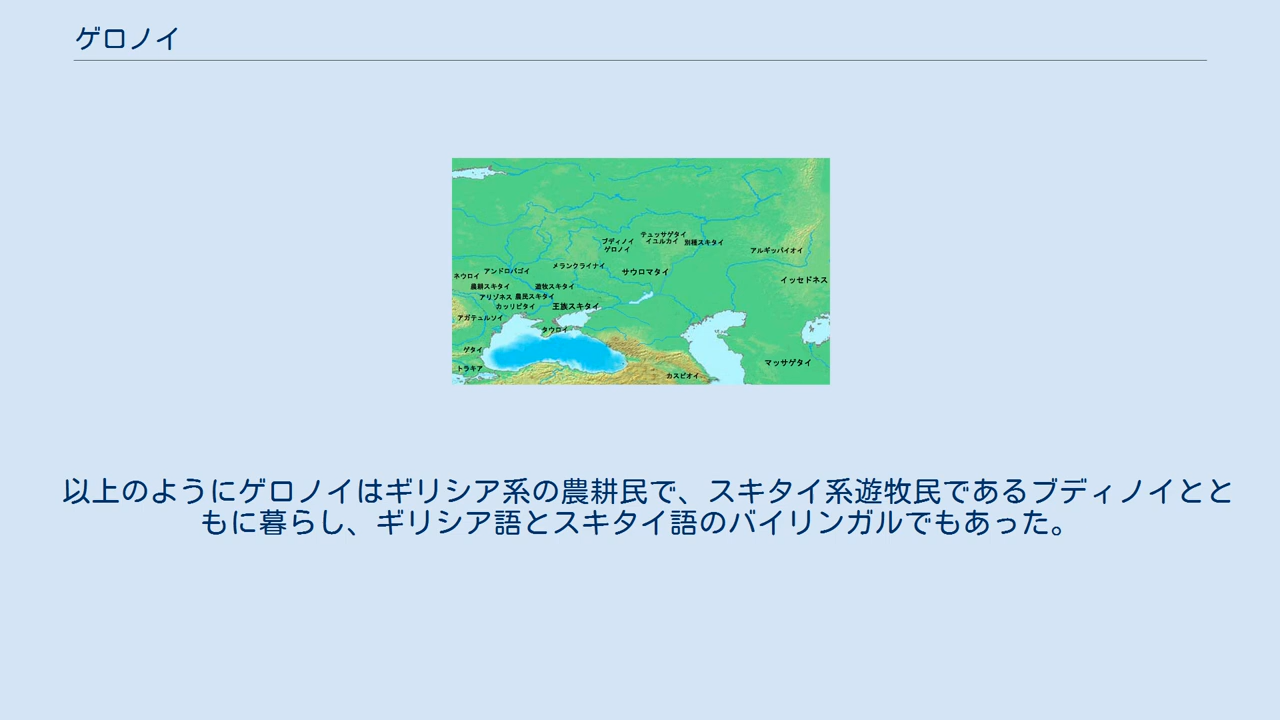 ゲロノイ
テュッサゲタイ
ブディノイ
イユルカイ
別種スキタイ
ゲロノイ
アルギッパイオイ
メランクライナイ
サウロマタイ
アンドロパゴイ
ネウロイ
イッセドネス
農耕スキタイ
遊牧スキタイ
アリゾネス
農民スキタイ
カッリピタイ
王族スキタイ
アガテュルソイ
タウロイ
ゲタイ
マッサゲタイ
トラキア
カスピオイ
以上のようにゲロノイはギリシア系の農耕民で、スキタイ系遊牧民であるブディノイとと
もに暮らし、ギリシア語とスキタイ語のバイリンガルでもあった。